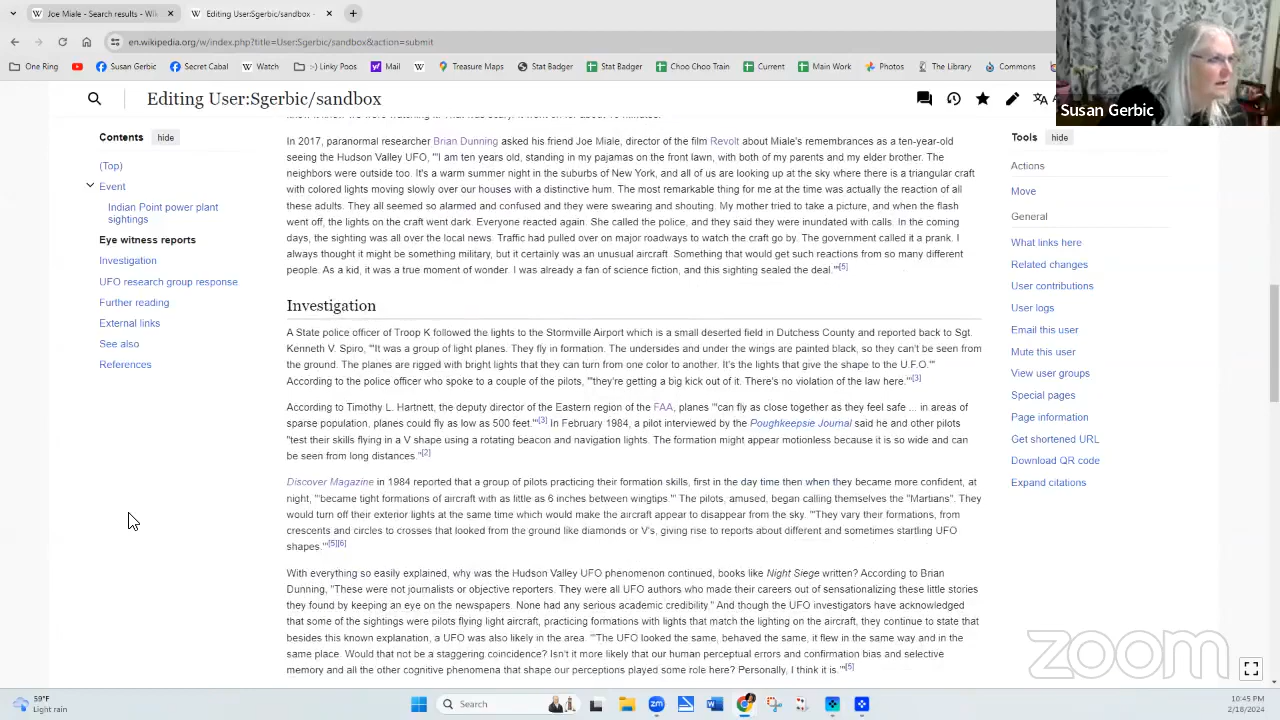 Joe Miale - Search results - Wiki
Editing User:Sgerbic/sandbox -
en.wikipedia.org/w/index.php?title=User:Sgerbic/sandbox&action=submit
One Ring
Susan Gerbic
Secret Cabal
Watch
:-) Linky Poos
Mail
Treasure Maps
Stat Badger
Stat Badger
Choo Choo Train
Current
Main Work
Photos
The Library
Commons
Susan Gerbic
Editing User:Sgerbic/sandbox
Contents hide
(Top)
Event
Indian Point power plant
sightings
Eye witness reports
Investigation
UFO research group response
Further reading
External links
See also
References
In 2017, paranormal researcher Brian Dunning asked his friend Joe Miale, director of the film Revolt about Miale's remembrances as a ten-year-old
seeing the Hudson Valley UFO, "'I am ten years old, standing in my pajamas on the front lawn, with both of my parents and my elder brother. The
neighbors were outside too. It's a warm summer night in the suburbs of New York, and all of us are looking up at the sky where there is a triangular craft
with colored lights moving slowly over our houses with a distinctive hum. The most remarkable thing for me at the time was actually the reaction of all
these adults. They all seemed so alarmed and confused and they were swearing and shouting. My mother tried to take a picture, and when the flash
went off, the lights on the craft went dark. Everyone reacted again. She called the police, and they said they were inundated with calls. In the coming
days, the sighting was all over the local news. Traffic had pulled over on major roadways to watch the craft go by. The government called it a prank. I
always thought it might be something military, but it certainly was an unusual aircraft. Something that would get such reactions from so many different
people. As a kid, it was a true moment of wonder. I was already a fan of science fiction, and this sighting sealed the deal.'"[5]
Investigation
A State police officer of Troop K followed the lights to the Stormville Airport which is a small deserted field in Dutchess County and reported back to Sgt.
Kenneth V. Spiro, "'It was a group of light planes. They fly in formation. The undersides and under the wings are painted black, so they can't be seen from
the ground. The planes are rigged with bright lights that they can turn from one color to another. It's the lights that give the shape to the U.F.O.'"
According to the police officer who spoke to a couple of the pilots, "'they're getting a big kick out of it. There's no violation of the law here.'"[3]
According to Timothy L. Hartnett, the deputy director of the Eastern region of the FAA, planes "'can fly as close together as they feel safe ... in areas of
sparse population, planes could fly as low as 500 feet.'"[3] In February 1984, a pilot interviewed by the Poughkeepsie Journal said he and other pilots
"test their skills flying in a V shape using a rotating beacon and navigation lights. The formation might appear motionless because it is so wide and can
be seen from long distances."[2]
Discover Magazine in 1984 reported that a group of pilots practicing their formation skills, first in the day time then when they became more confident, at
night, "'became tight formations of aircraft with as little as 6 inches between wingtips.'" The pilots, amused, began calling themselves the "Martians". They
would turn off their exterior lights at the same time which would make the aircraft appear to disappear from the sky. "'They vary their formations, from
crescents and circles to crosses that looked from the ground like diamonds or V's, giving rise to reports about different and sometimes startling UFO
shapes.'"[5][6]
With everything so easily explained, why was the Hudson Valley UFO phenomenon continued, books like Night Siege written? According to Brian
Dunning, "These were not journalists or objective reporters. They were all UFO authors who made their careers out of sensationalizing these little stories
they found by keeping an eye on the newspapers. None had any serious academic credibility." And though the UFO investigators have acknowledged
that some of the sightings were pilots flying light aircraft, practicing formations with lights that match the lighting on the aircraft, they continue to state that
besides this known explanation, a UFO was also likely in the area. "'The UFO looked the same, behaved the same, it flew in the same way and in the
same place. Would that not be a staggering coincidence? Isn't it more likely that our human perceptual errors and confirmation bias and selective
memory and all the other cognitive phenomena that shape our perceptions played some role here? Personally, I think it is.'"[5]
Tools hide
Actions
Move
General
What links here
Related changes
User contributions
User logs
Email this user
Mute this user
View user groups
Special pages
Page information
Get shortened URL
Download QR code
Expand citations
zoom
59°F
Light rain
Search
10:45
2/18/2024